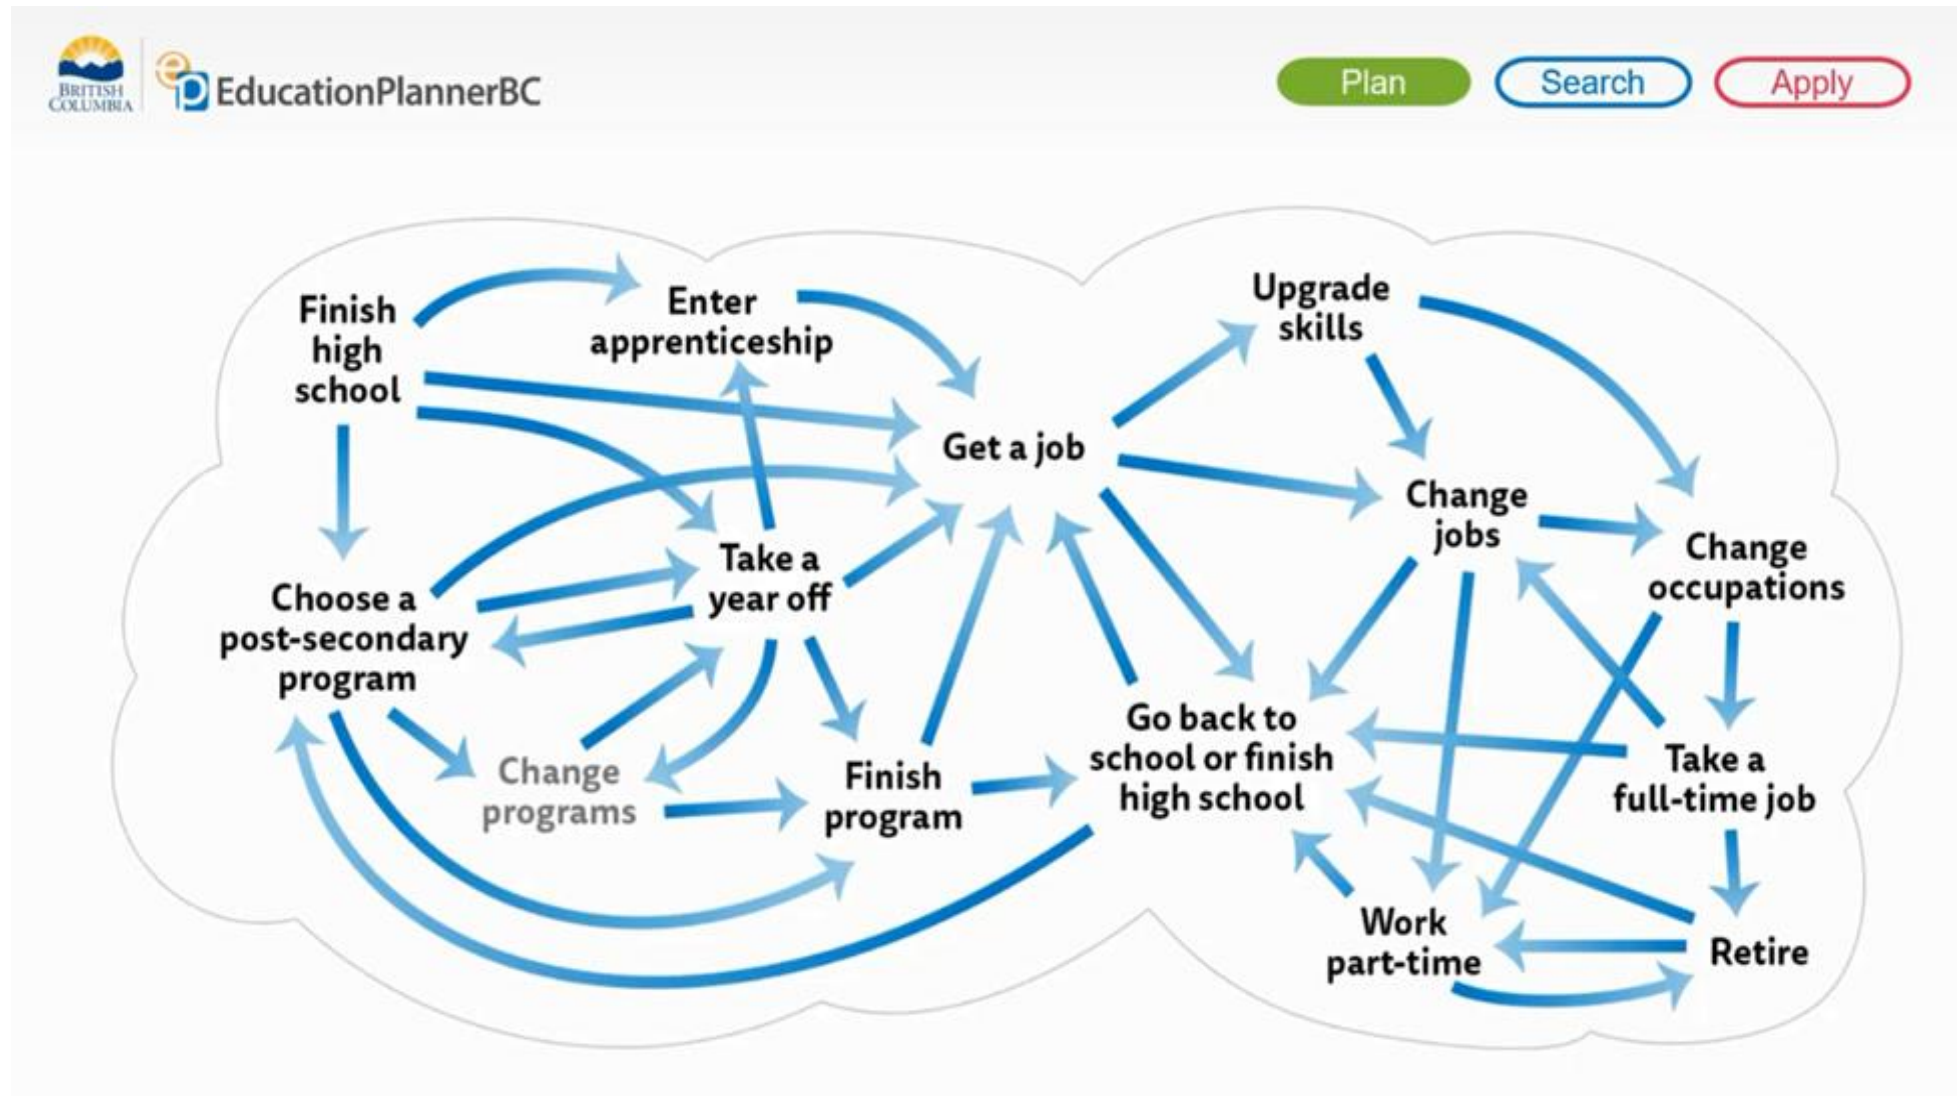 BRITISH
COLUMBIA
ep EducationPlannerBC
Plan
Search
Apply
Finish
high
school
Enter
apprenticeship
Get a job
Upgrade
skills
Change
jobs
Change
occupations
Choose a
post-secondary
program
Take a
year off
Change
programs
Finish
program
Go back to
school or finish
high school
Take a
full-time job
Work
part-time
Retire